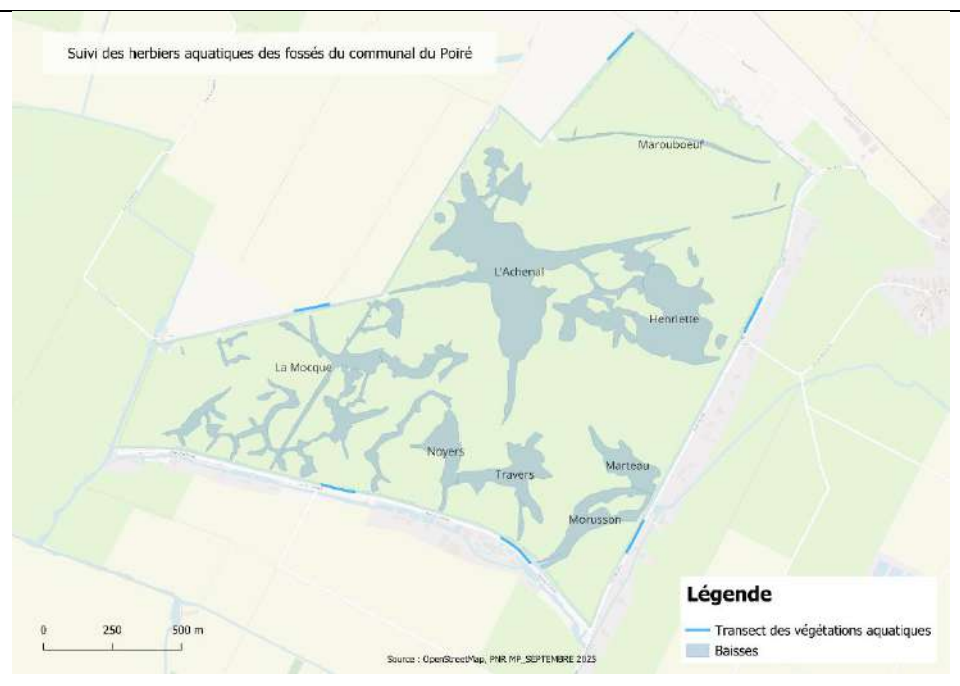 Suivi des herbiers aquatiques des fossés du communal du Poiré
Marouboeuf
L'Achenal
Henriette
La Mocque
Noyers
Travers
Marteau
Morusson
Légende
Transect des végétations aquatiques
Baisses
0 250 500 m
Source : OpenStreetMap, PNR MP_SEPTEMBRE 2025